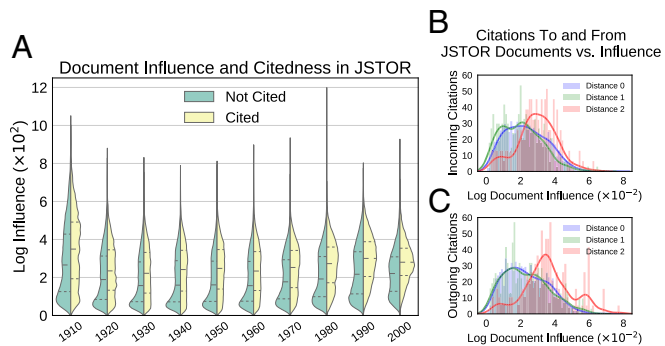 A
Document Influence and Citedness in JSTOR
Log Influence (×10²)
12
10
8
6
4
2
0
Not Cited
Cited
1910 1920 1930 1940 1950 1960 1970 1980 1990 2000
B
Citations To and From
JSTOR Documents vs. Influence
Incoming Citations
60
50
40
30
20
10
0
Distance 0
Distance 1
Distance 2
0 2 4 6 8
Log Document Influence (×10⁻²)
C
Outgoing Citations
60
50
40
30
20
10
0
Distance 0
Distance 1
Distance 2
0 2 4 6 8
Log Document Influence (×10⁻²)